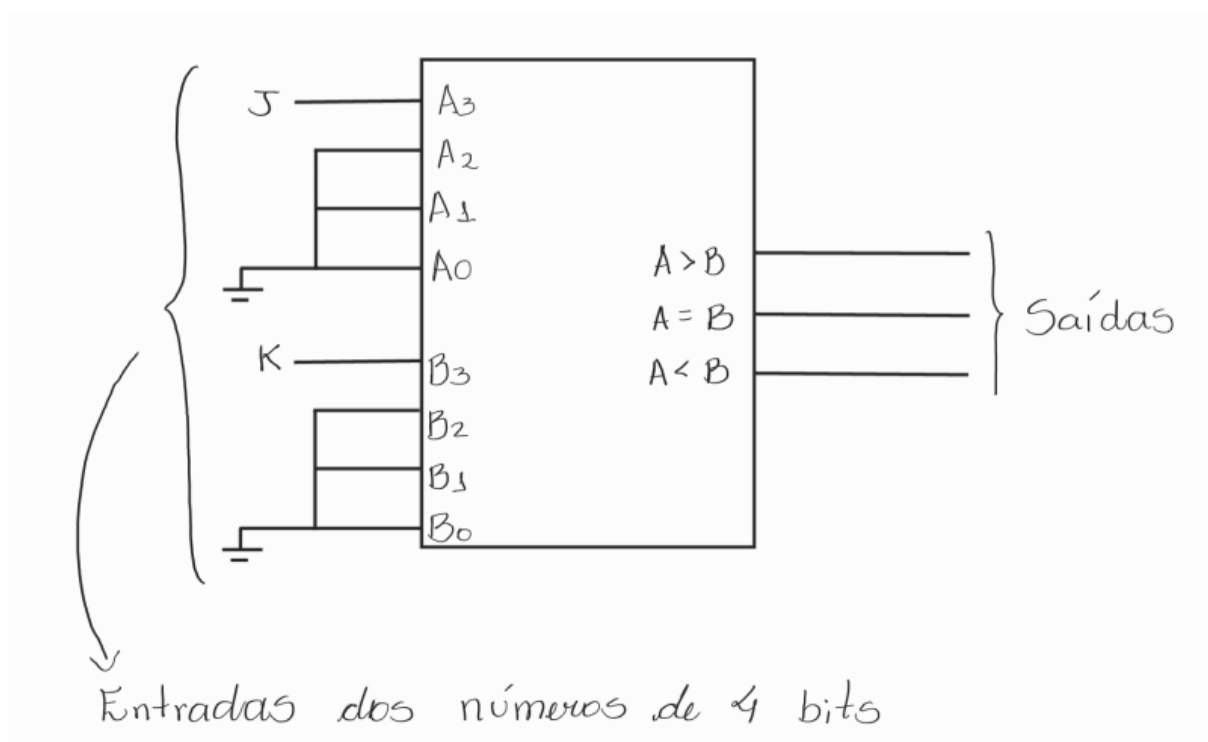 J
A3
A2
A1
A0
K
B3
B2
B1
B0
A > B
A = B
A < B
Saídas
Entradas dos números de 4 bits